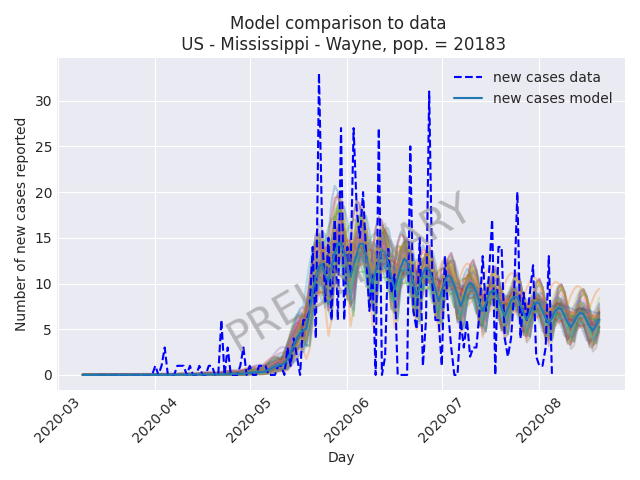 Model comparison to data
US - Mississippi - Wayne, pop. = 20183
new cases data
new cases model
Number of new cases reported
30
25
20
15
10
5
0
PRELIMINARY
2020-03
2020-04
2020-05
2020-06
2020-07
2020-08
Day